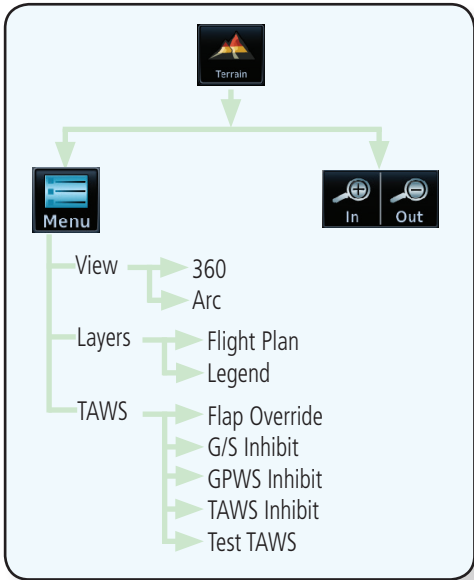 Terrain
Menu
In Out
View
360
Arc
Layers
Flight Plan
Legend
TAWS
Flap Override
G/S Inhibit
GPWS Inhibit
TAWS Inhibit
Test TAWS